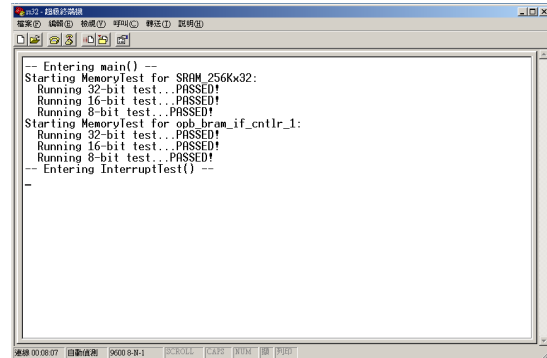 m32 - 超級終端機
檔案(F) 編輯(E) 檢視(V) 呼叫(C) 轉送(T) 說明(H)
-- Entering main() --
Starting MemoryTest for SRAM_256Kx32:
Running 32-bit test...PASSED!
Running 16-bit test...PASSED!
Running 8-bit test...PASSED!
Starting MemoryTest for opb_bram_if_cntlr_1:
Running 32-bit test...PASSED!
Running 16-bit test...PASSED!
Running 8-bit test...PASSED!
-- Entering InterruptTest() --
連線 00:08:07 自動偵測 9600 8-N-1 SCROLL CAPS NUM 擷 列印